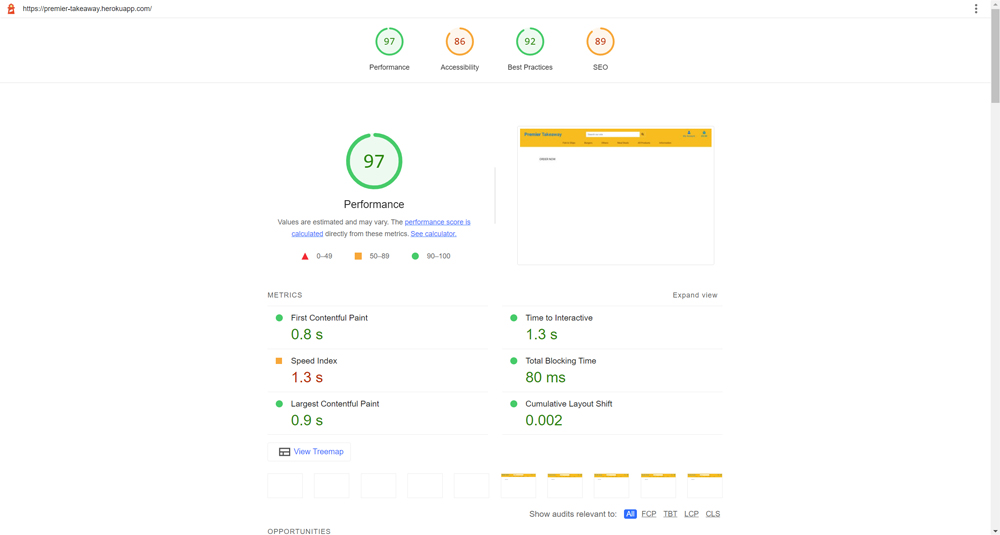 https://premier-takeaway.herokuapp.com/
97 86 92 89
Performance Accessibility Best Practices SEO
97
Performance
Values are estimated and may vary. The performance score is
calculated directly from these metrics. See calculator.
0–49 50–89 90–100
Premier Takeaway
METRICS Expand view
First Contentful Paint
0.8 s
Time to Interactive
1.3 s
Speed Index
1.3 s
Total Blocking Time
80 ms
Largest Contentful Paint
0.9 s
Cumulative Layout Shift
0.002
View Treemap
Show audits relevant to: All FCP TBT LCP CLS
OPPORTUNITIES